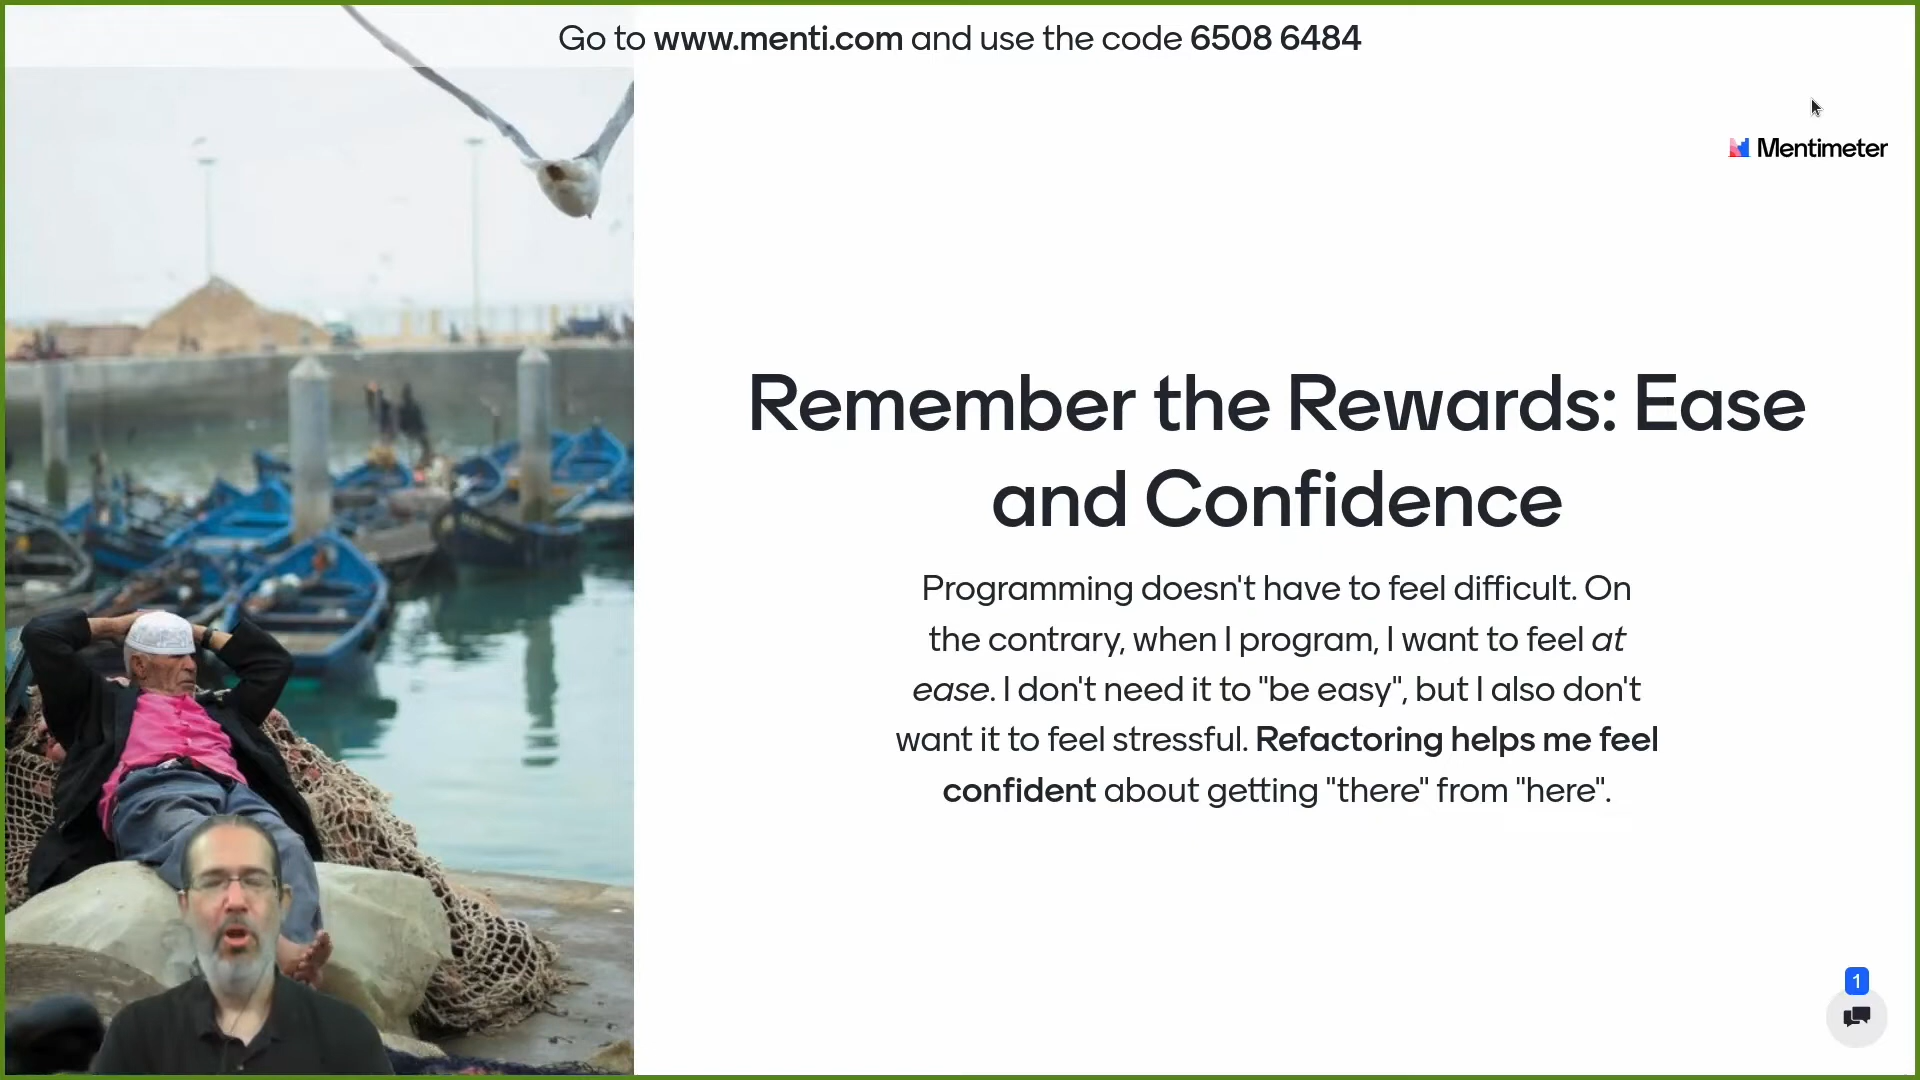 Go to www.menti.com and use the code 6508 6484
Mentimeter
Remember the Rewards: Ease
and Confidence
Programming doesn't have to feel difficult. On
the contrary, when I program, I want to feel at
ease. I don't need it to "be easy", but I also don't
want it to feel stressful. Refactoring helps me feel
confident about getting "there" from "here".
1